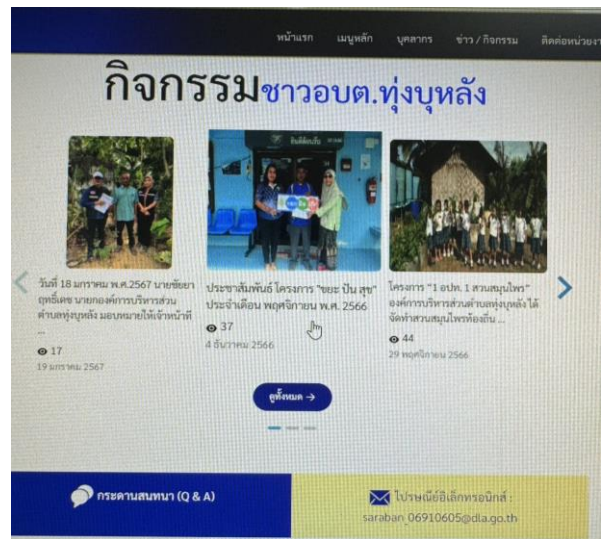 หน้าแรก เมนูหลัก บุคลากร ข่าว / กิจกรรม ติดต่อหน่วยงา
กิจกรรมชาวอบต.ทุ่งบุหลัง
ยินดีต้อนรับ
วันที่ 18 มกราคม พ.ศ.2567 นายชัยยา
ฤทธิ์เดช นายกองค์การบริหารส่วน
ตำบลทุ่งบุหลัง มอบหมายให้เจ้าหน้าที่
...
17
19 มกราคม 2567
ประชาสัมพันธ์ โครงการ "ขยะ ปัน สุข"
ประจำเดือน พฤศจิกายน พ.ศ. 2566
37
4 ธันวาคม 2566
โครงการ "1 อปท. 1 สวนสมุนไพร"
องค์การบริหารส่วนตำบลทุ่งบุหลัง ได้
จัดทำสวนสมุนไพรท้องถิ่น ...
44
29 พฤศจิกายน 2566
ดูทั้งหมด →
กระดานสนทนา (Q & A)
ไปรษณีย์อิเล็กทรอนิกส์ :
saraban_06910605@dla.go.th